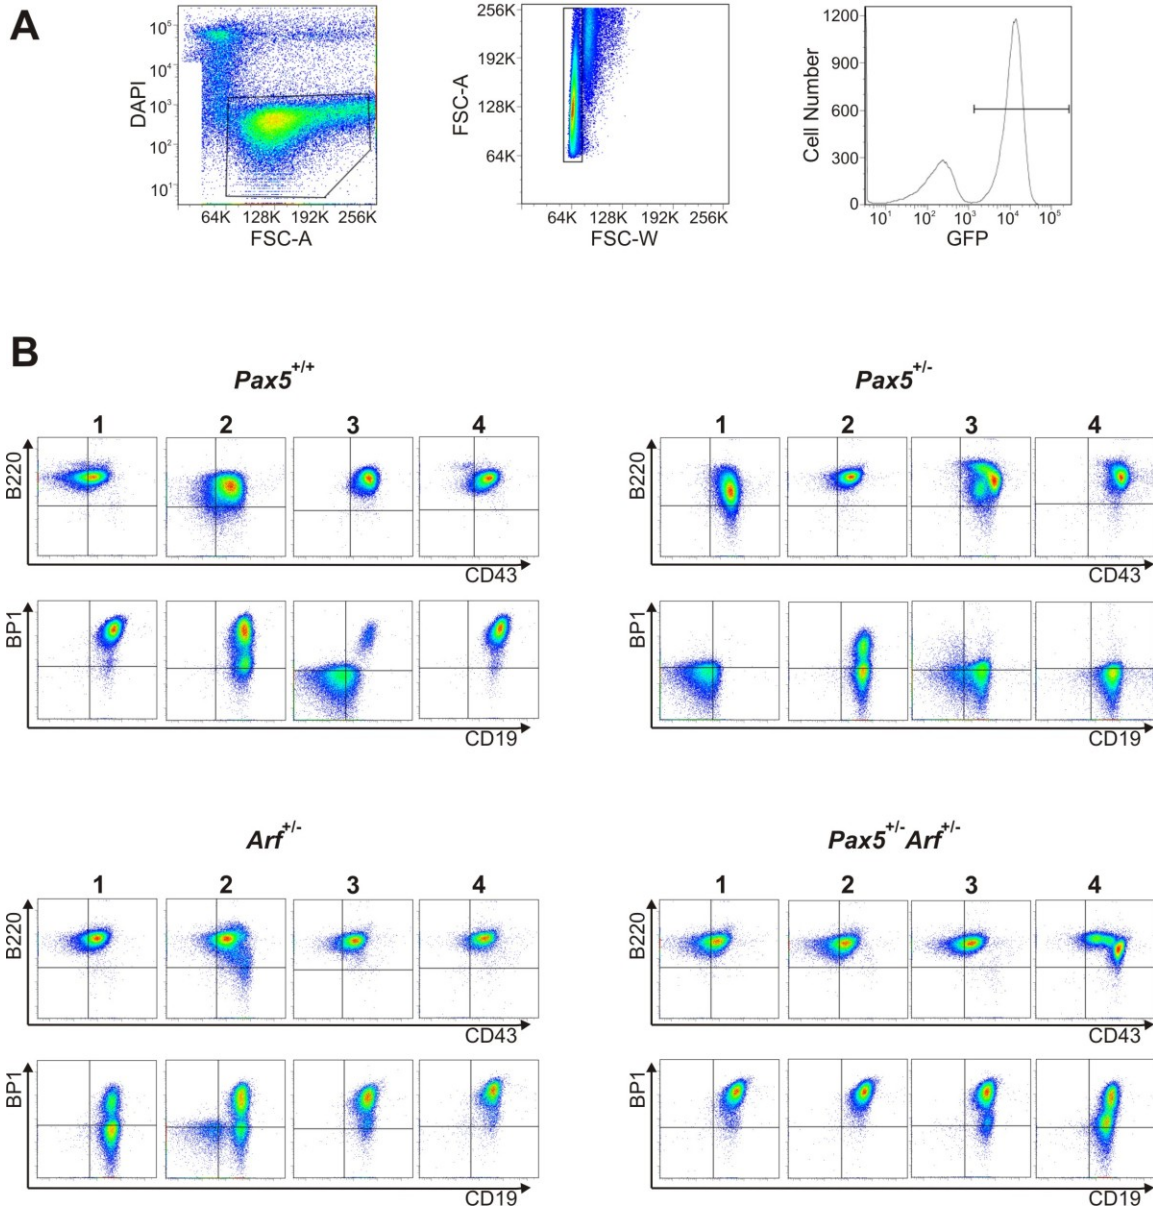 A
DAPI
10^5
10^4
10^3
10^2
10^1
64K 128K 192K 256K
FSC-A
FSC-A
256K
192K
128K
64K
64K 128K 192K 256K
FSC-W
Cell Number
1200
900
600
300
0
10^1 10^2 10^3 10^4 10^5
GFP
B
Pax5^+/+
1 2 3 4
B220
CD43
BP1
CD19
Pax5^+/-
1 2 3 4
B220
CD43
BP1
CD19
Arf^+/-
1 2 3 4
B220
CD43
BP1
CD19
Pax5^+/- Arf^+/-
1 2 3 4
B220
CD43
BP1
CD19